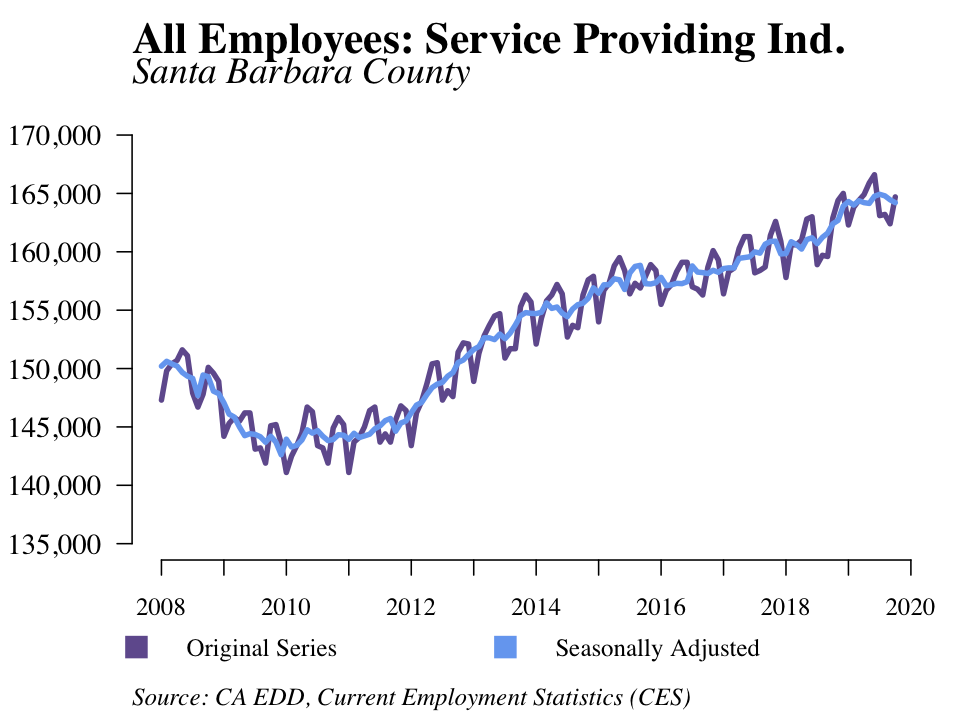 All Employees: Service Providing Ind.
Santa Barbara County
170,000
165,000
160,000
155,000
150,000
145,000
140,000
135,000
2008 2010 2012 2014 2016 2018 2020
Original Series Seasonally Adjusted
Source: CA EDD, Current Employment Statistics (CES)